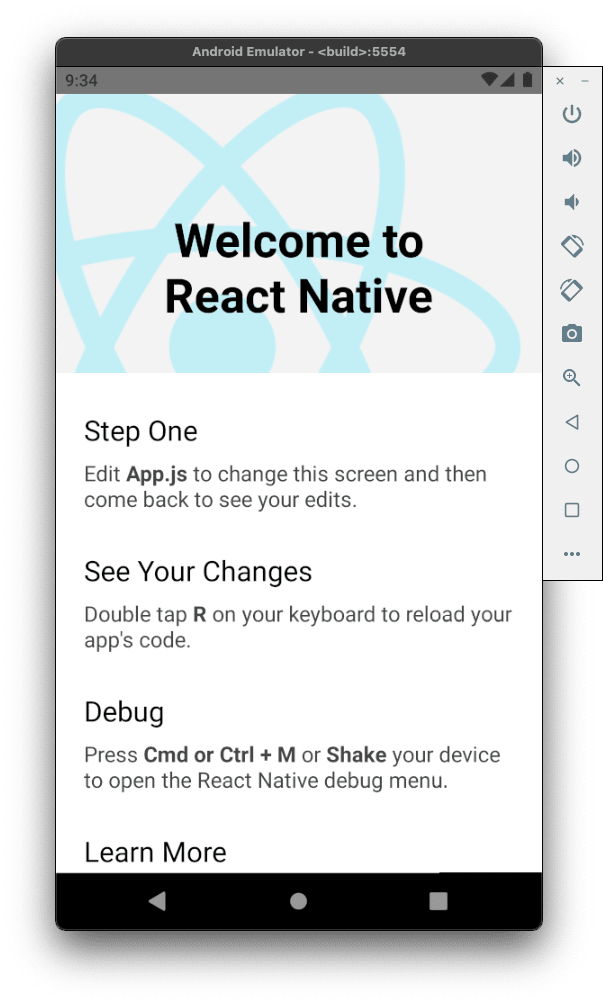 Android Emulator - <build>:5554
9:34
Welcome to
React Native
Step One
Edit App.js to change this screen and then
come back to see your edits.
See Your Changes
Double tap R on your keyboard to reload your
app's code.
Debug
Press Cmd or Ctrl + M or Shake your device
to open the React Native debug menu.
Learn More